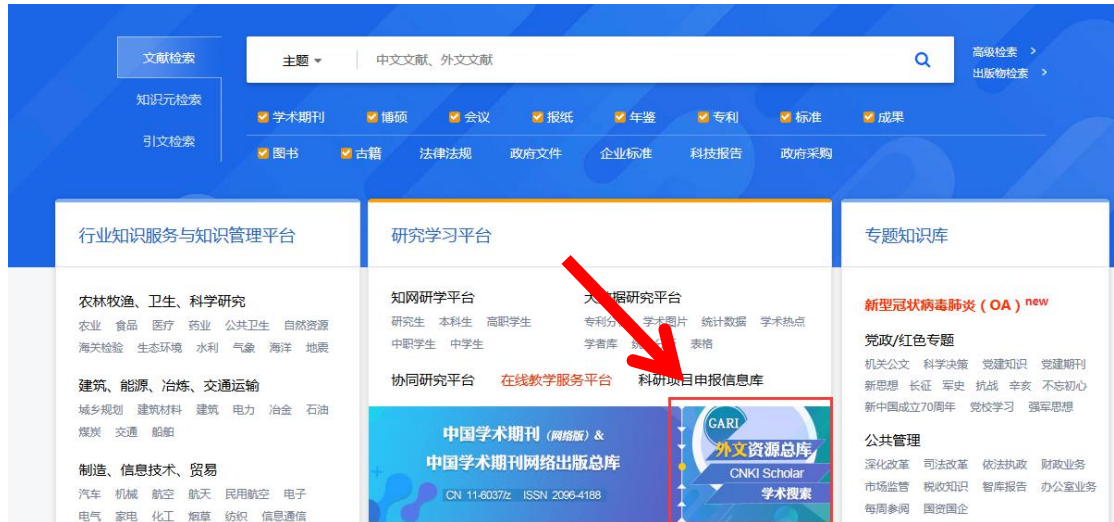 文献检索
主题
中文文献、外文文献
高级检索 >
出版物检索 >
知识元检索
引文检索
学术期刊 博硕 会议 报纸 年鉴 专利 标准 成果
图书 古籍 法律法规 政府文件 企业标准 科技报告 政府采购
行业知识服务与知识管理平台
农林牧渔、卫生、科学研究
农业 食品 医疗 药业 公共卫生 自然资源
海关检验 生态环境 水利 气象 海洋 地震
建筑、能源、冶炼、交通运输
城乡规划 建筑材料 建筑 电力 冶金 石油
煤炭 交通 船舶
制造、信息技术、贸易
汽车 机械 航空 航天 民用航空 电子
电气 家电 化工 烟草 纺织 信息通信
研究学习平台
知网研学平台
研究生 本科生 高职学生
中职学生 中学生
大数据研究平台
专利分析 学术图片 统计数据 学术热点
学者库 表格
协同研究平台 在线教学服务平台 科研项目申报信息库
中国学术期刊(网络版)&
中国学术期刊网络出版总库
CN 11-6037/z ISSN 2096-4188
GARI
外文资源总库
CNKI Scholar
学术搜索
专题知识库
新型冠状病毒肺炎(OA)new
党政/红色专题
机关公文 科学决策 党建知识 党建期刊
新思想 长征 军史 抗战 辛亥 不忘初心
新中国成立70周年 党校学习 强军思想
公共管理
深化改革 司法改革 依法执政 财政业务
市场监管 税收知识 智库报告 办公室业务
每周参阅 国资国企